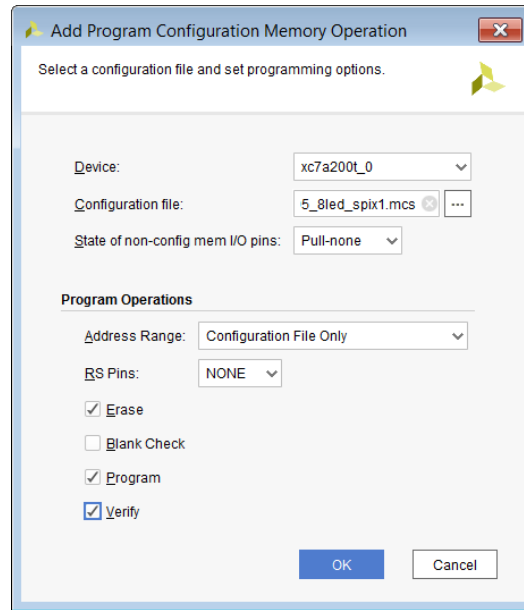 Add Program Configuration Memory Operation
Select a configuration file and set programming options.
Device: xc7a200t_0
Configuration file: 5_8led_spix1.mcs ...
State of non-config mem I/O pins: Pull-none
Program Operations
Address Range: Configuration File Only
RS Pins: NONE
Erase
Blank Check
Program
Verify
OK Cancel